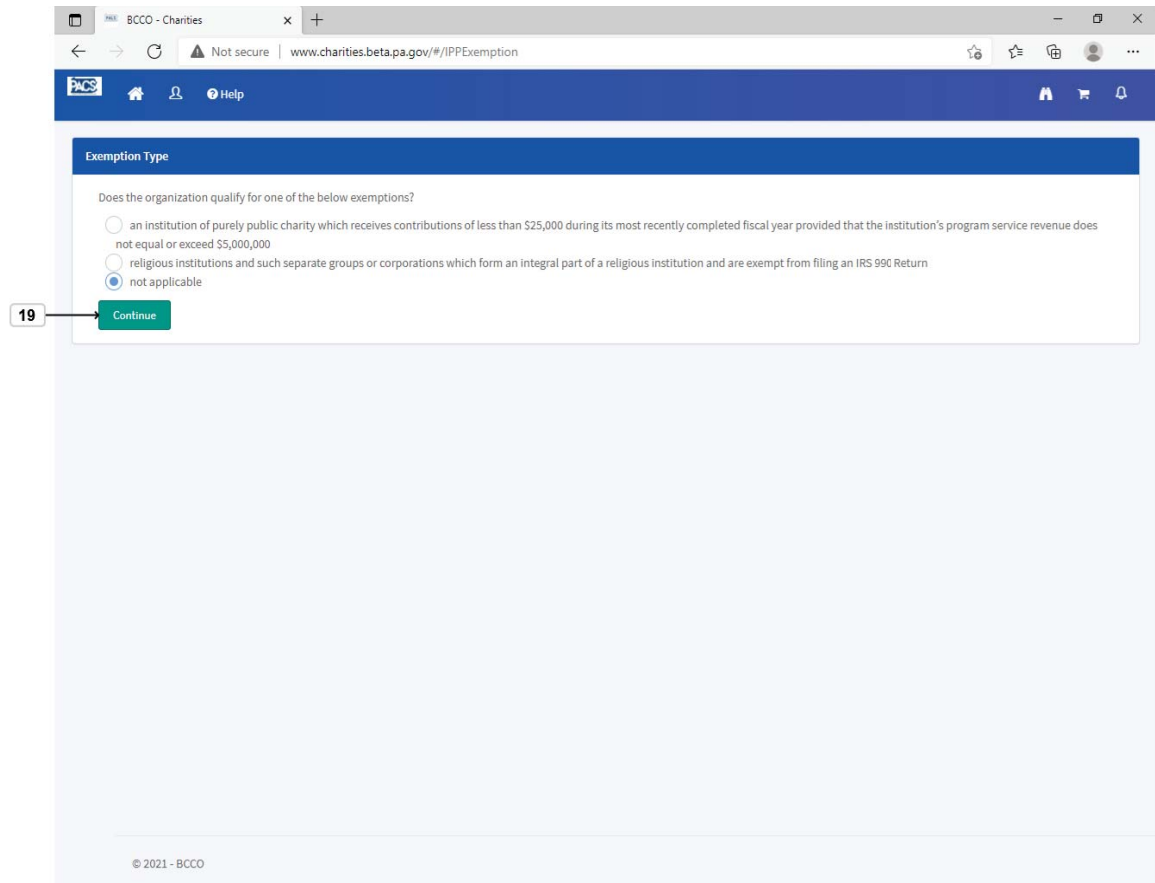 BCCO - Charities
Not secure | www.charities.beta.pa.gov/#/IPPExemption
PACS
Help
Exemption Type
Does the organization qualify for one of the below exemptions?
an institution of purely public charity which receives contributions of less than $25,000 during its most recently completed fiscal year provided that the institution's program service revenue does
not equal or exceed $5,000,000
religious institutions and such separate groups or corporations which form an integral part of a religious institution and are exempt from filing an IRS 990 Return
not applicable
19
Continue
© 2021 - BCCO